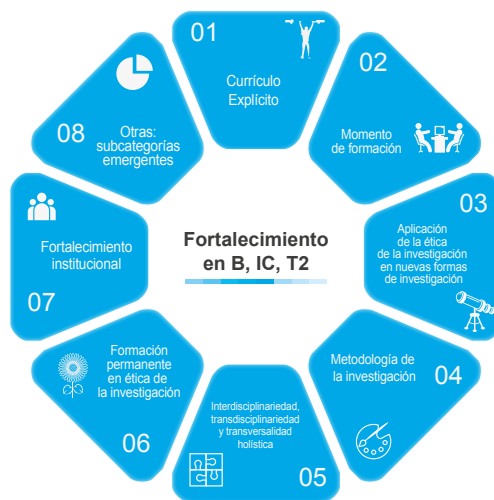 01
Currículo
Explícito
02
Momento
de formación
03
Aplicación
de la ética
de la investigación
en nuevas formas
de investigación
Metodología de
la investigación
04
Interdisciplinariedad,
transdisciplinariedad
y transversalidad
holística
05
Formación
permanente
en ética de
la investigación
06
Fortalecimiento
institucional
07
08
Otras:
subcategorías
emergentes
Fortalecimiento
en B, IC, T2